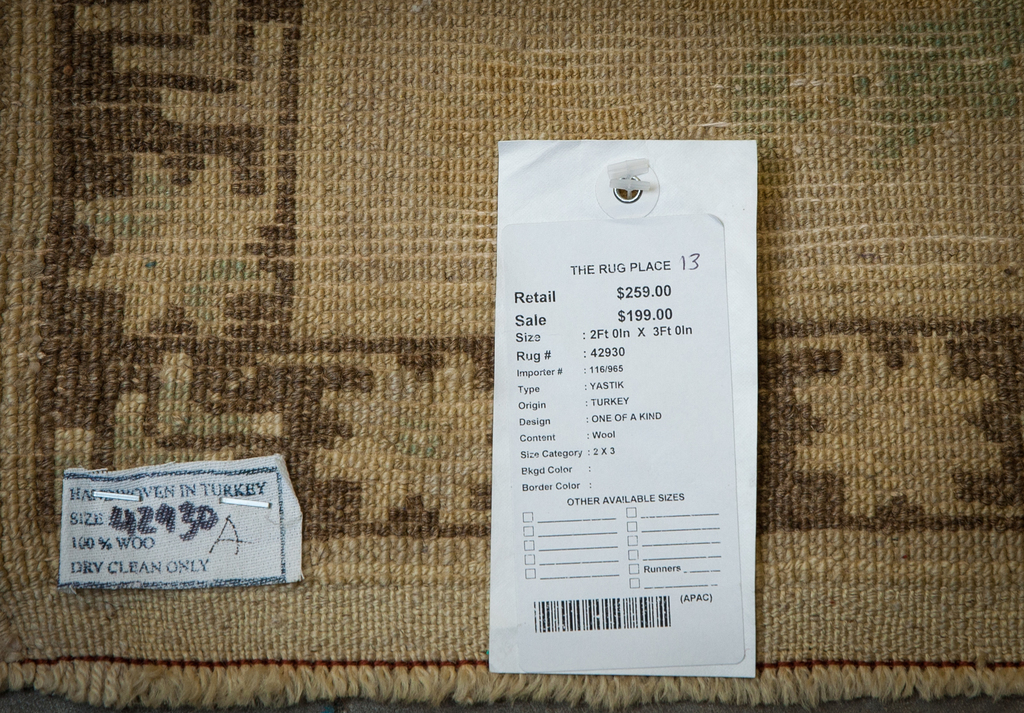 THE RUG PLACE 13
Retail $259.00
Sale $199.00
Size : 2Ft 0In X 3Ft 0In
Rug # : 42930
Importer # : 116/965
Type : YASTIK
Origin : TURKEY
Design : ONE OF A KIND
Content : Wool
Size Category : 2 X 3
Bkgd Color :
Border Color :
OTHER AVAILABLE SIZES
Runners
(APAC)
IN TURKEY
SIZE 42930 A
100 % WOO
DRY CLEAN ONLY